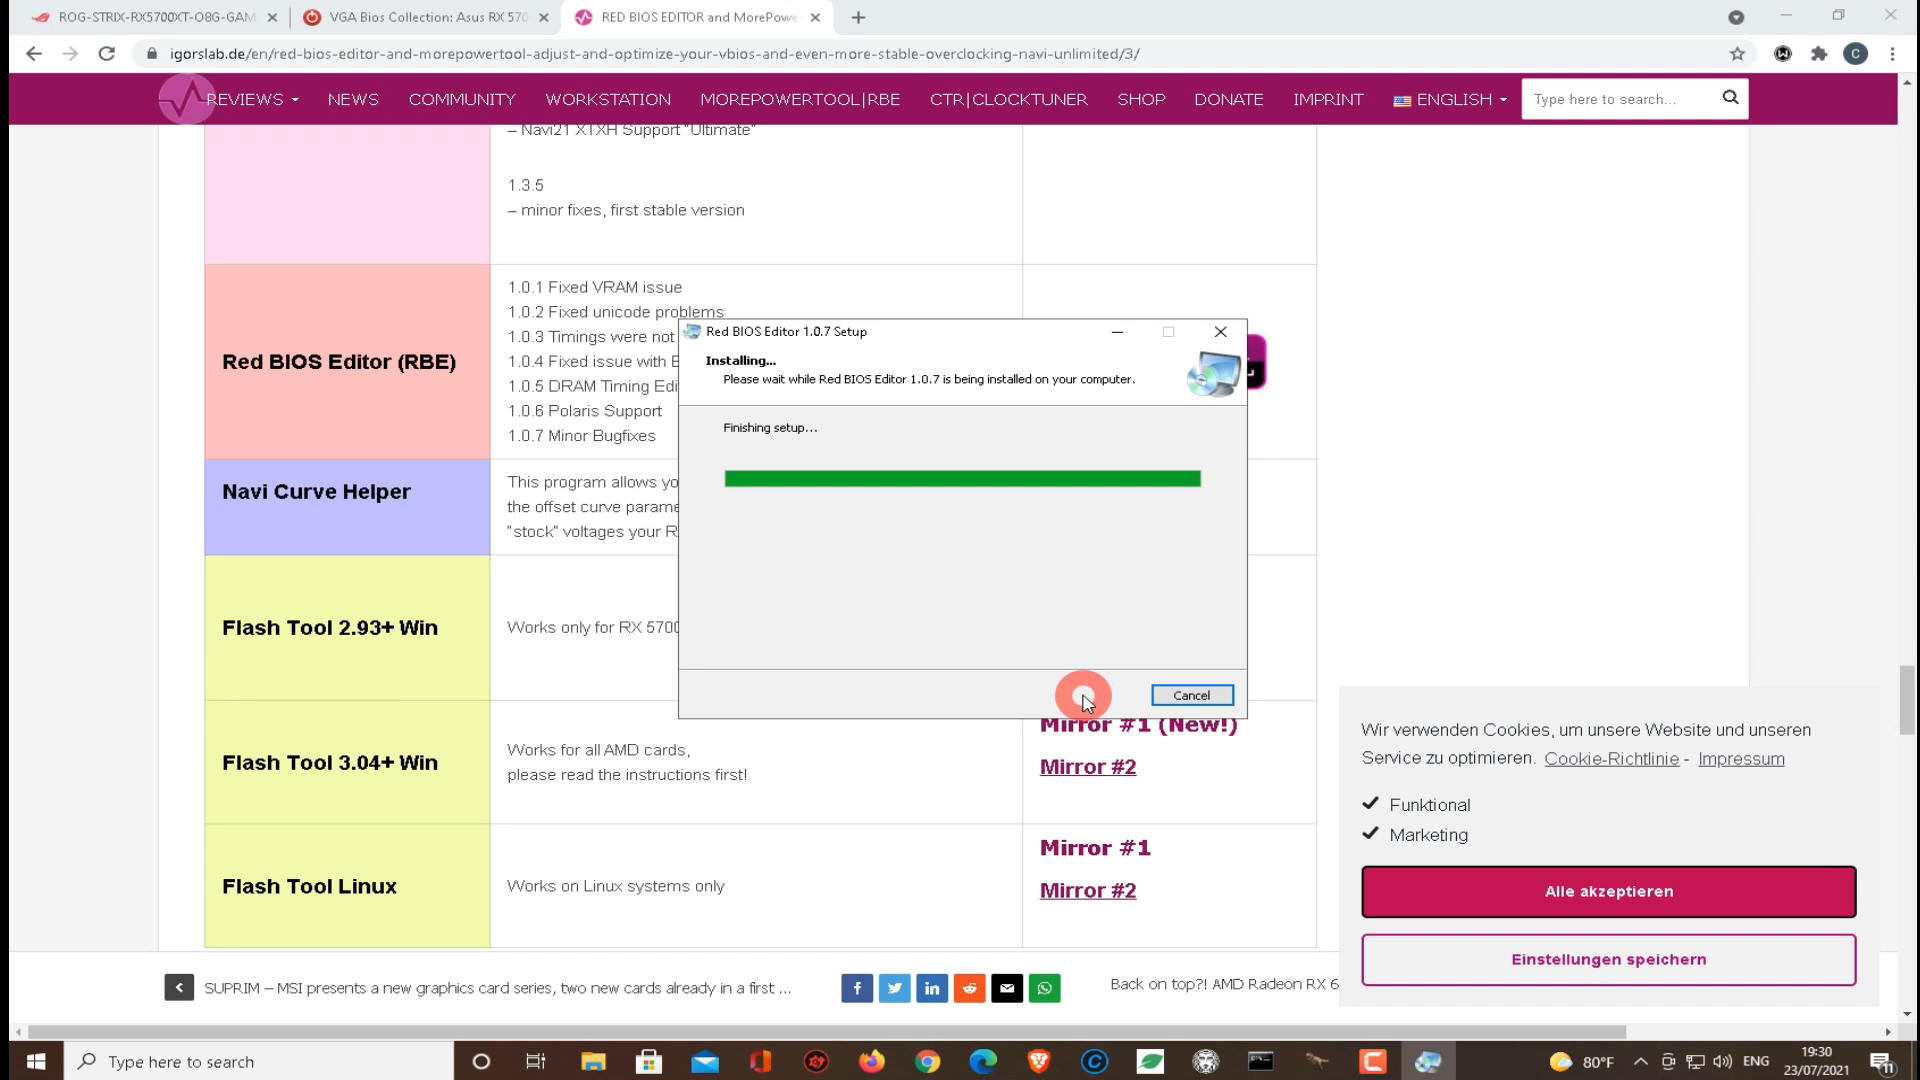 ROG-STRIX-RX5700XT-O8G-GAM
VGA Bios Collection: Asus RX 570
RED BIOS EDITOR and MorePowe
igorslab.de/en/red-bios-editor-and-morepowertool-adjust-and-optimize-your-vbios-and-even-more-stable-overclocking-navi-unlimited/3/
C
REVIEWS NEWS COMMUNITY WORKSTATION MOREPOWERTOOL|RBE CTR|CLOCKTUNER SHOP DONATE IMPRINT ENGLISH Type here to search...
– Navi21 XTXH Support "Ultimate"
1.3.5
– minor fixes, first stable version
Red BIOS Editor (RBE)
1.0.1 Fixed VRAM issue
1.0.2 Fixed unicode problems
1.0.3 Timings were not
1.0.4 Fixed issue with
1.0.5 DRAM Timing Edi
1.0.6 Polaris Support
1.0.7 Minor Bugfixes
Red BIOS Editor 1.0.7 Setup
Installing...
Please wait while Red BIOS Editor 1.0.7 is being installed on your computer.
Finishing setup...
Cancel
Navi Curve Helper
This program allows yo
the offset curve parame
"stock" voltages your R
Flash Tool 2.93+ Win
Works only for RX 5700
Flash Tool 3.04+ Win
Works for all AMD cards,
please read the instructions first!
Mirror #1 (New!)
Mirror #2
Flash Tool Linux
Works on Linux systems only
Mirror #1
Mirror #2
Wir verwenden Cookies, um unsere Website und unseren
Service zu optimieren. Cookie-Richtlinie - Impressum
Funktional
Marketing
Alle akzeptieren
Einstellungen speichern
SUPRIM – MSI presents a new graphics card series, two new cards already in a first ...
Back on top?! AMD Radeon RX 6
Type here to search
80°F
ENG
19:30
23/07/2021
11